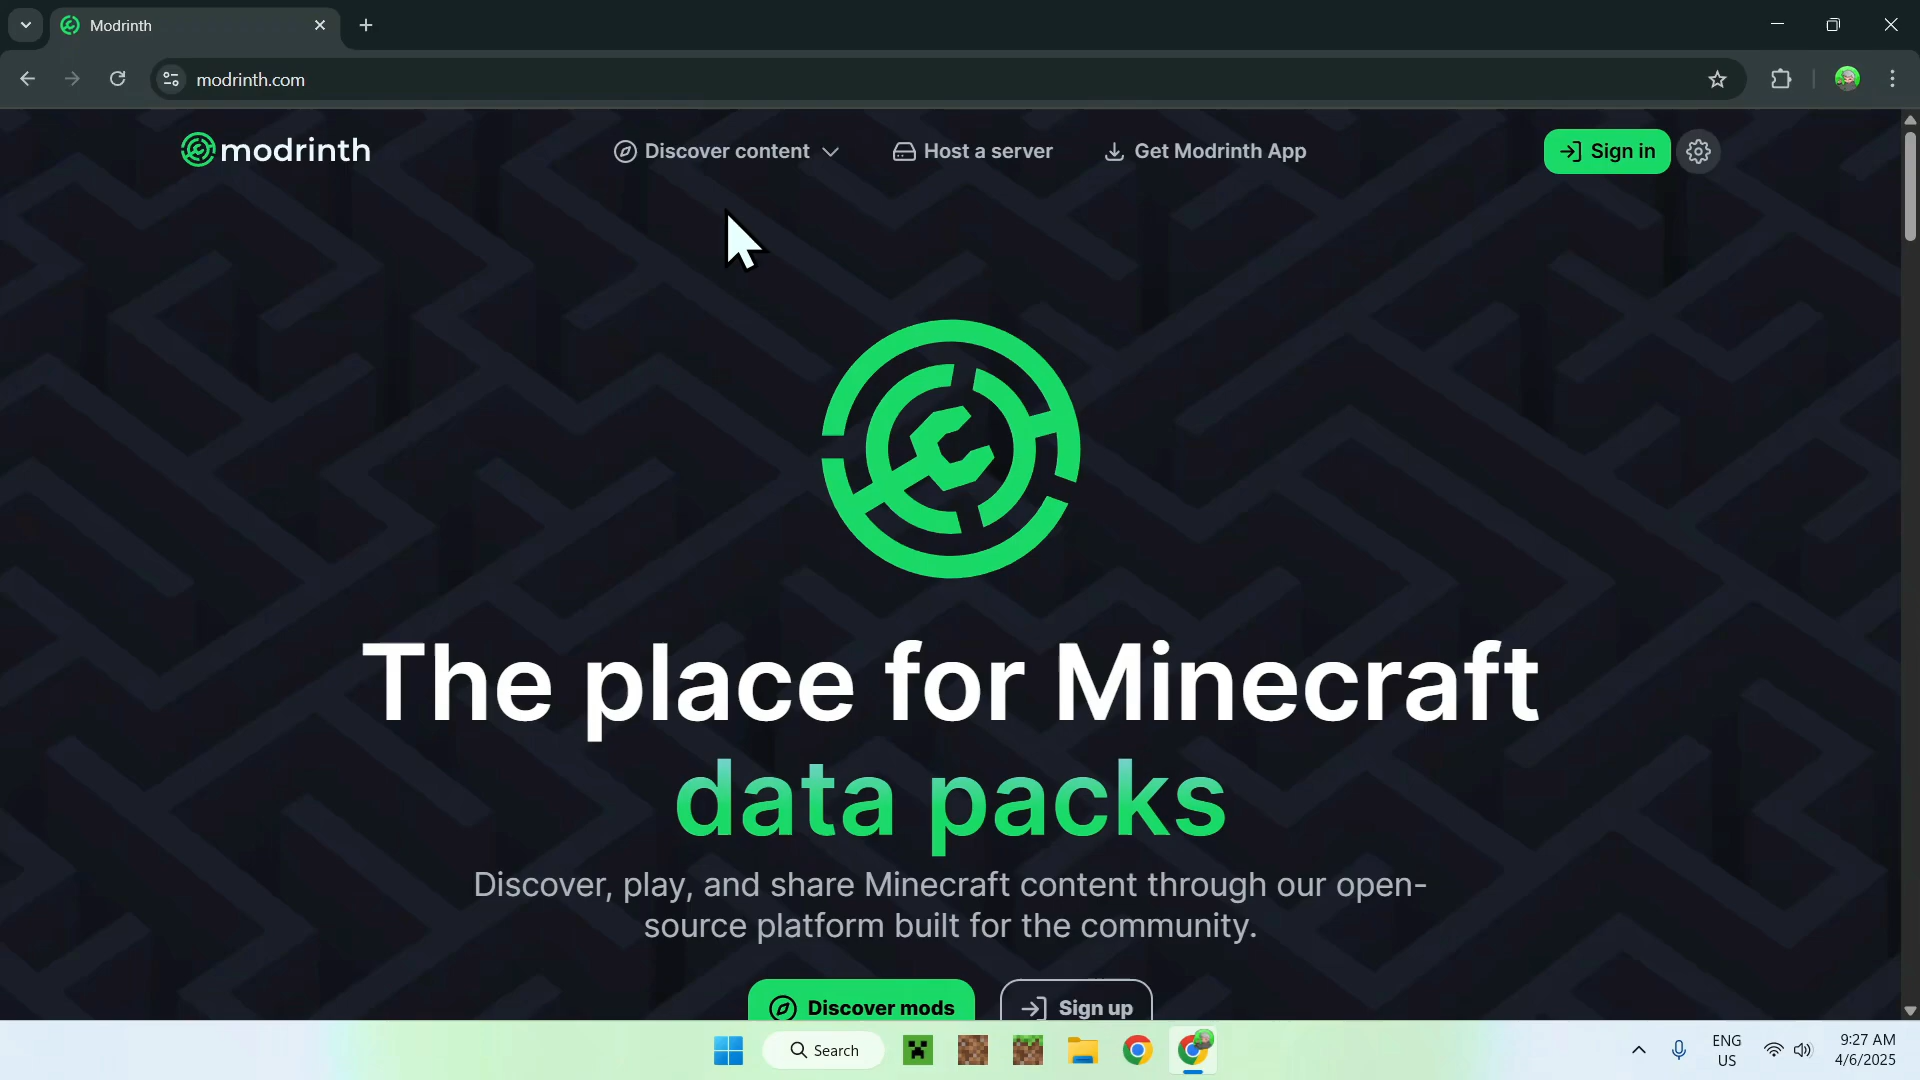 Modrinth
modrinth.com
modrinth
Discover content
Host a server
Get Modrinth App
Sign in
The place for Minecraft
data packs
Discover, play, and share Minecraft content through our open-
source platform built for the community.
Discover mods
Sign up
Search
ENG
US
9:27 AM
4/6/2025